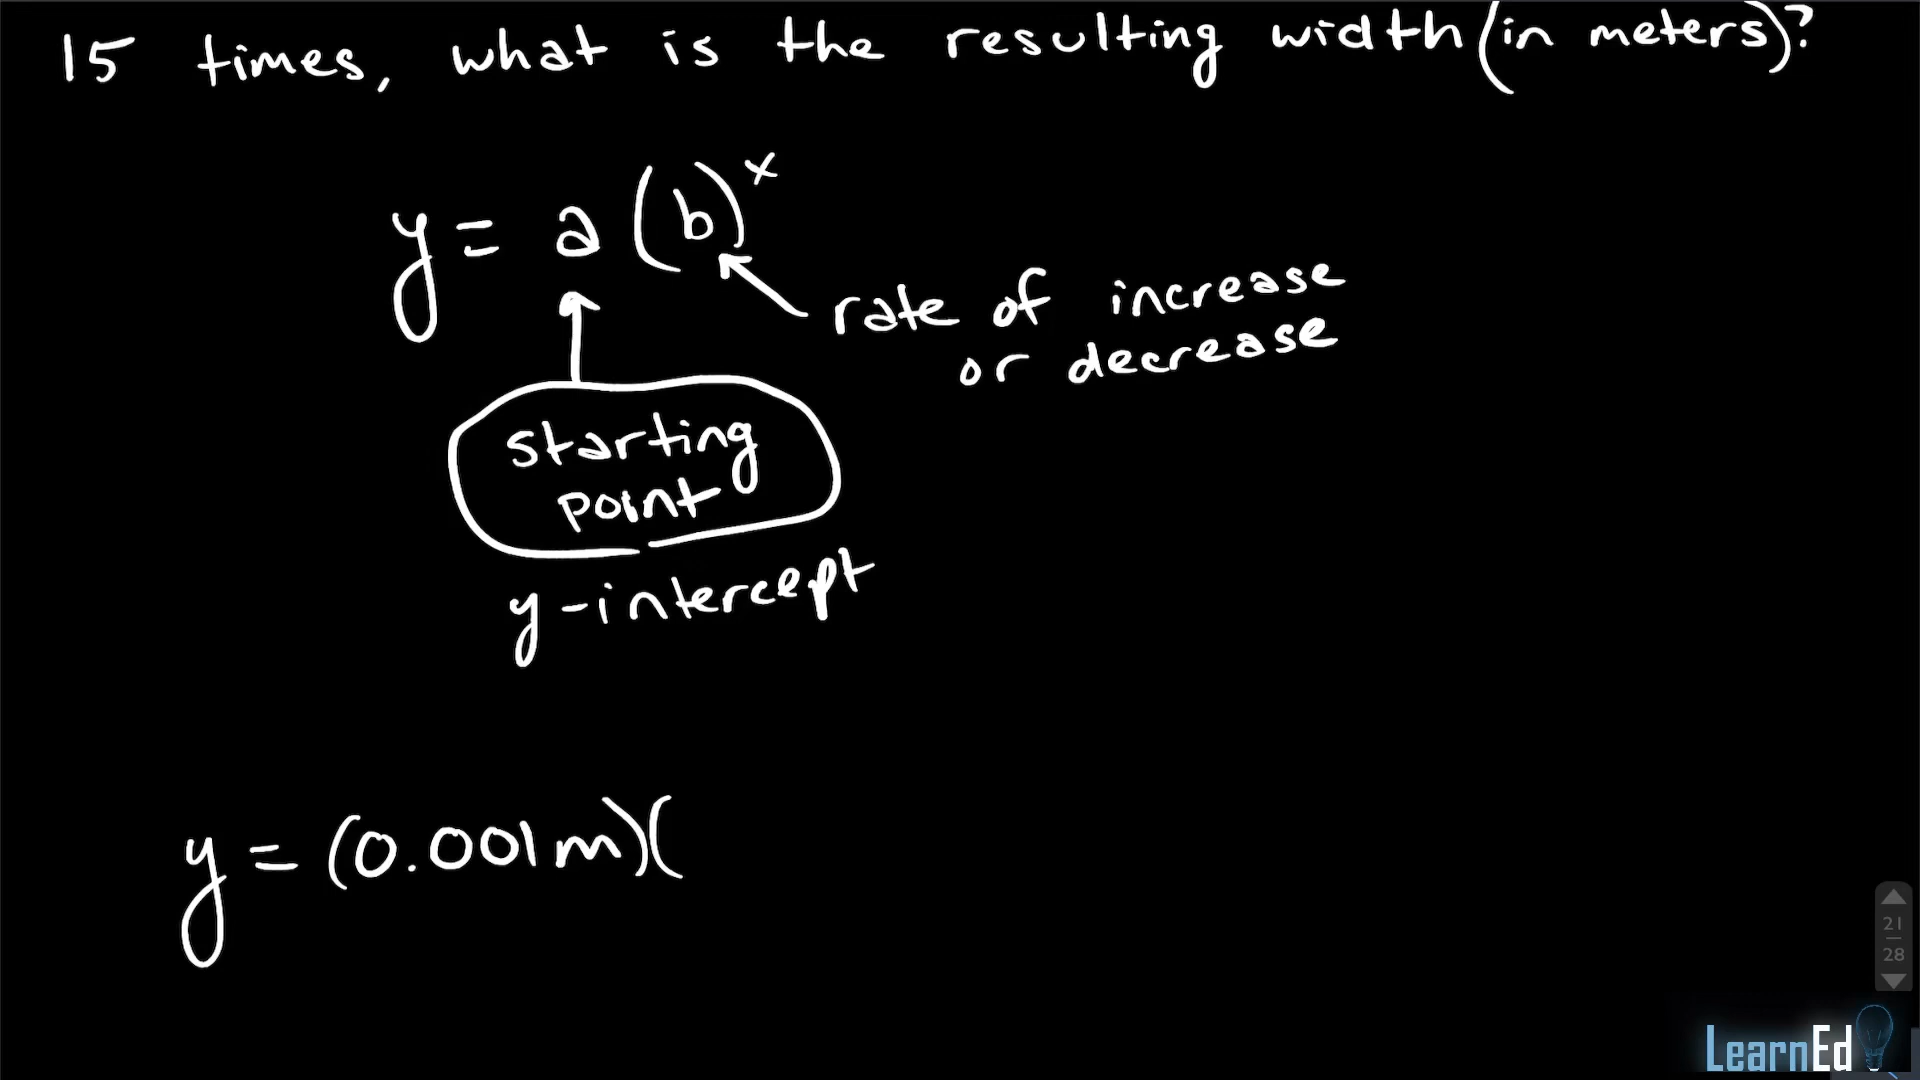 15 times, what is the resulting width (in meters)?
y = a (b)^x
rate of increase
or decrease
starting
point
y-intercept
y = (0.001m)(
21
28
LearnEd